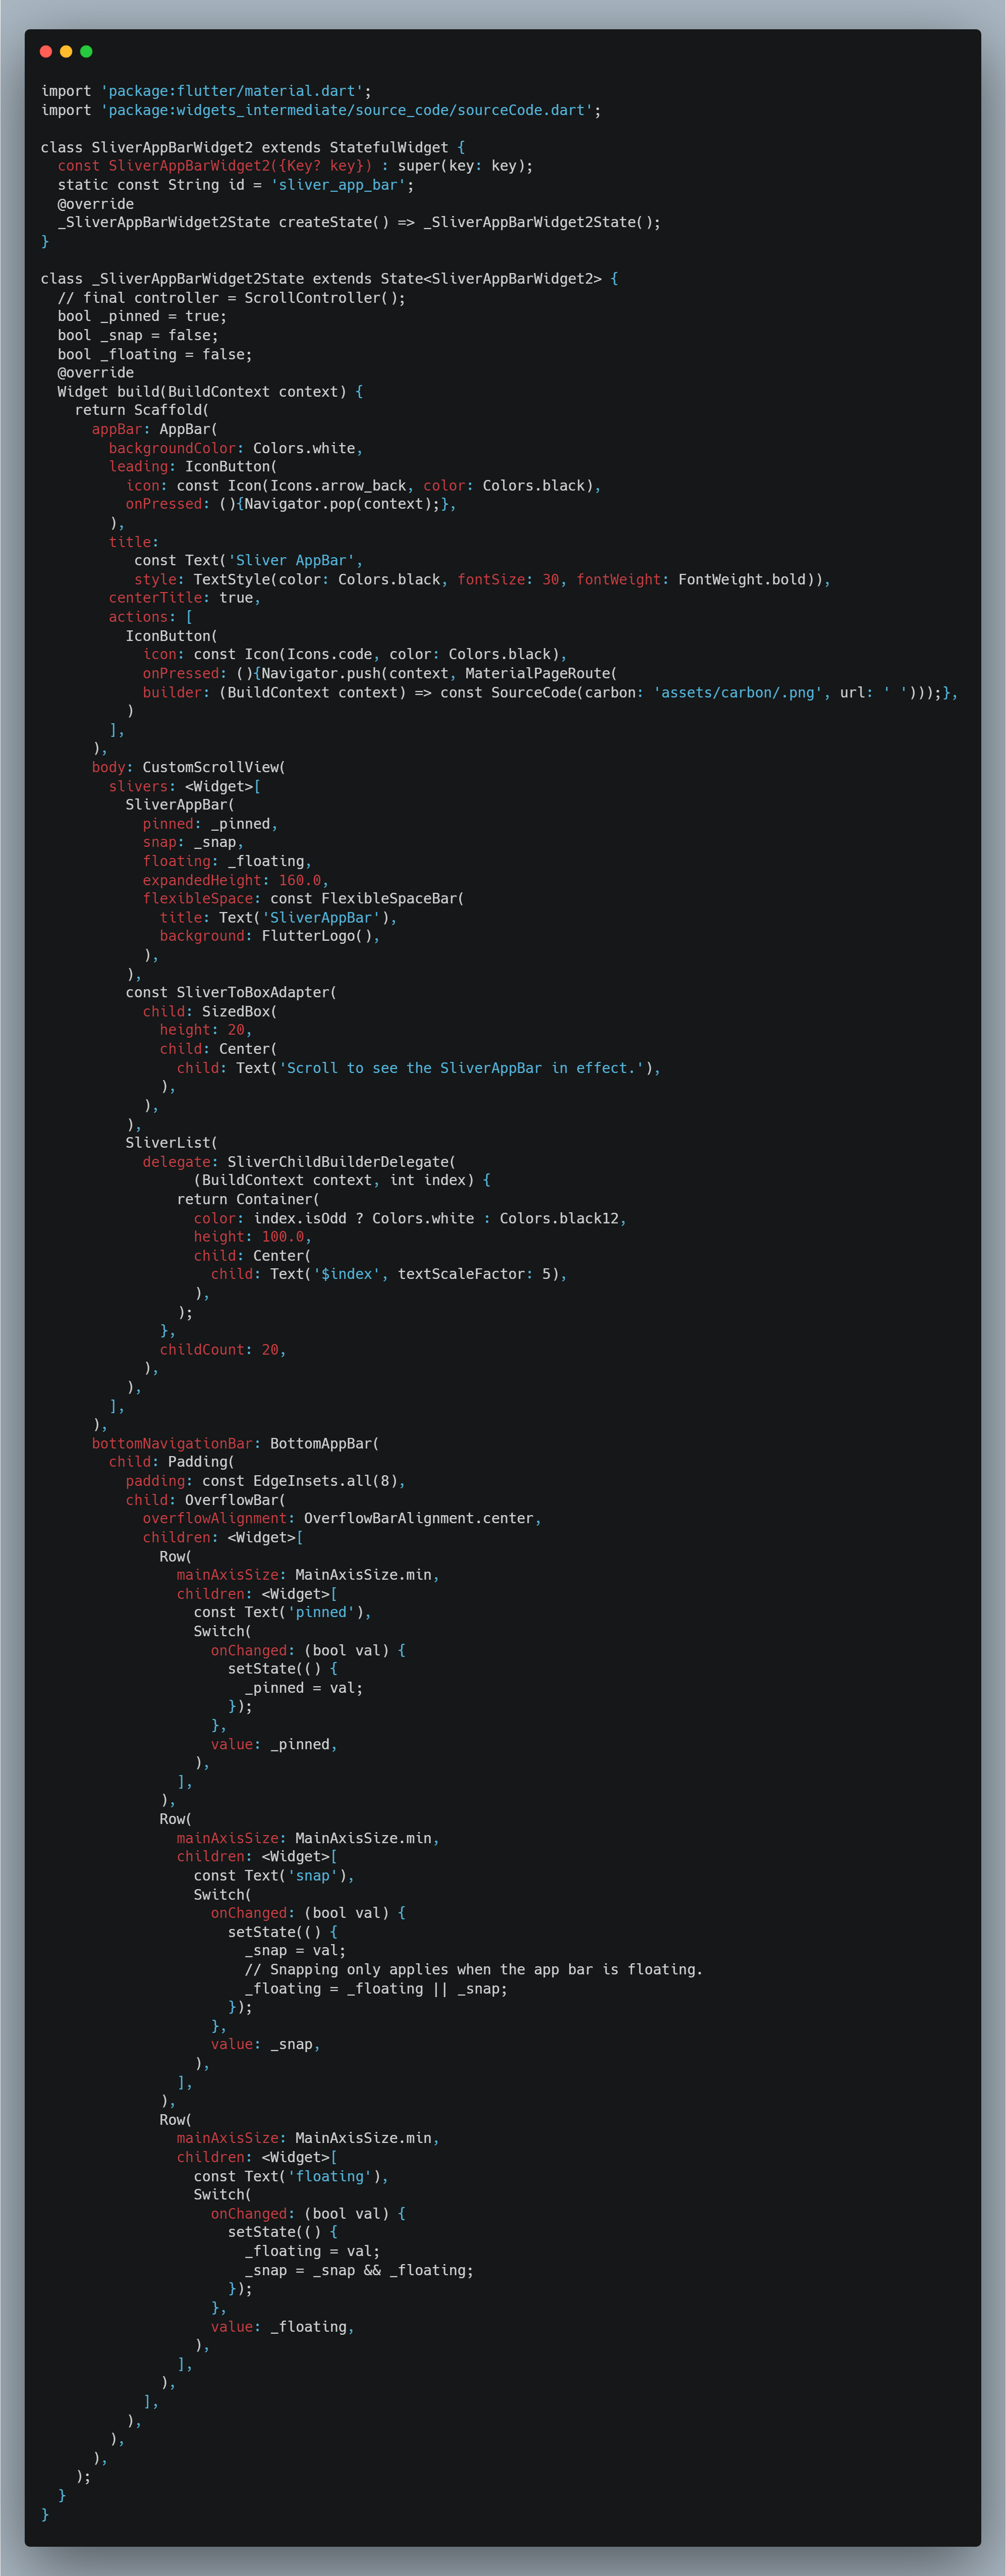 import 'package:flutter/material.dart';
import 'package:widgets_intermediate/source_code/sourceCode.dart';

class SliverAppBarWidget2 extends StatefulWidget {
  const SliverAppBarWidget2({Key? key}) : super(key: key);
  static const String id = 'sliver_app_bar';
  @override
  _SliverAppBarWidget2State createState() => _SliverAppBarWidget2State();
}

class _SliverAppBarWidget2State extends State<SliverAppBarWidget2> {
  // final controller = ScrollController();
  bool _pinned = true;
  bool _snap = false;
  bool _floating = false;
  @override
  Widget build(BuildContext context) {
    return Scaffold(
      appBar: AppBar(
        backgroundColor: Colors.white,
        leading: IconButton(
          icon: const Icon(Icons.arrow_back, color: Colors.black),
          onPressed: (){Navigator.pop(context);},
        ),
        title:
           const Text('Sliver AppBar',
           style: TextStyle(color: Colors.black, fontSize: 30, fontWeight: FontWeight.bold)),
        centerTitle: true,
        actions: [
          IconButton(
            icon: const Icon(Icons.code, color: Colors.black),
            onPressed: (){Navigator.push(context, MaterialPageRoute(
            builder: (BuildContext context) => const SourceCode(carbon: 'assets/carbon/.png', url: ' ')));},
          )
        ],
      ),
      body: CustomScrollView(
        slivers: <Widget>[
          SliverAppBar(
            pinned: _pinned,
            snap: _snap,
            floating: _floating,
            expandedHeight: 160.0,
            flexibleSpace: const FlexibleSpaceBar(
              title: Text('SliverAppBar'),
              background: FlutterLogo(),
            ),
          ),
          const SliverToBoxAdapter(
            child: SizedBox(
              height: 20,
              child: Center(
                child: Text('Scroll to see the SliverAppBar in effect.'),
              ),
            ),
          ),
          SliverList(
            delegate: SliverChildBuilderDelegate(
                  (BuildContext context, int index) {
                return Container(
                  color: index.isOdd ? Colors.white : Colors.black12,
                  height: 100.0,
                  child: Center(
                    child: Text('$index', textScaleFactor: 5),
                  ),
                );
              },
              childCount: 20,
            ),
          ),
        ],
      ),
      bottomNavigationBar: BottomAppBar(
        child: Padding(
          padding: const EdgeInsets.all(8),
          child: OverflowBar(
            overflowAlignment: OverflowBarAlignment.center,
            children: <Widget>[
              Row(
                mainAxisSize: MainAxisSize.min,
                children: <Widget>[
                  const Text('pinned'),
                  Switch(
                    onChanged: (bool val) {
                      setState(() {
                        _pinned = val;
                      });
                    },
                    value: _pinned,
                  ),
                ],
              ),
              Row(
                mainAxisSize: MainAxisSize.min,
                children: <Widget>[
                  const Text('snap'),
                  Switch(
                    onChanged: (bool val) {
                      setState(() {
                        _snap = val;
                        // Snapping only applies when the app bar is floating.
                        _floating = _floating || _snap;
                      });
                    },
                    value: _snap,
                  ),
                ],
              ),
              Row(
                mainAxisSize: MainAxisSize.min,
                children: <Widget>[
                  const Text('floating'),
                  Switch(
                    onChanged: (bool val) {
                      setState(() {
                        _floating = val;
                        _snap = _snap && _floating;
                      });
                    },
                    value: _floating,
                  ),
                ],
              ),
            ],
          ),
        ),
      ),
    );
  }
}